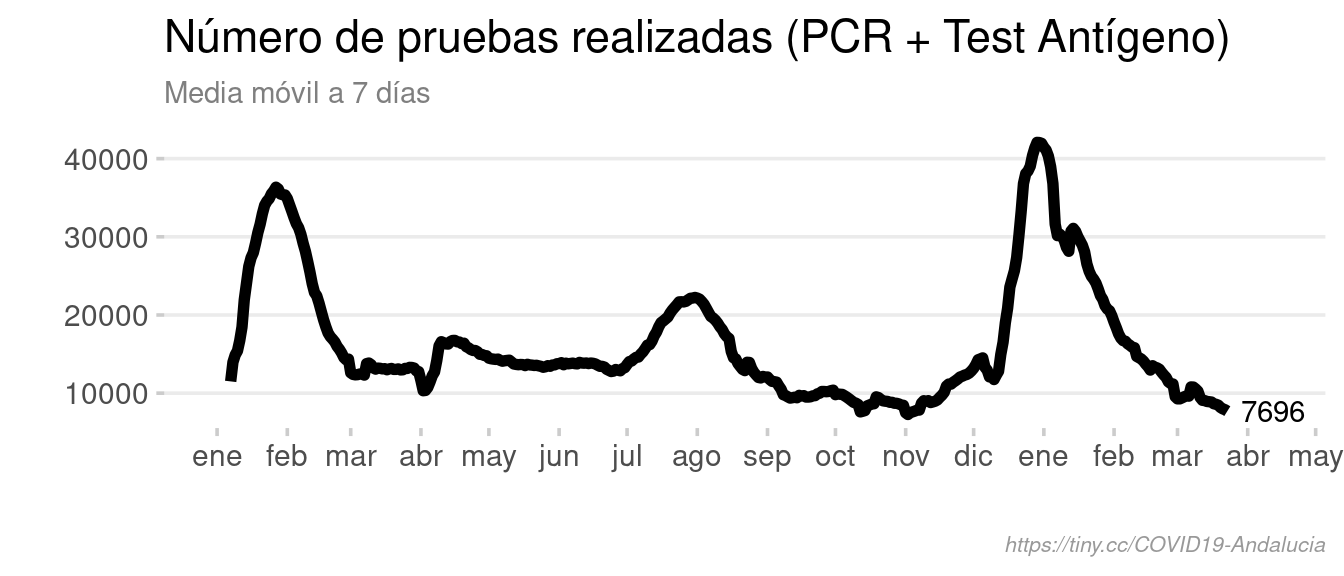 Número de pruebas realizadas (PCR + Test Antígeno)
Media móvil a 7 días
40000
30000
20000
10000
7696
ene feb mar abr may jun jul ago sep oct nov dic ene feb mar abr may
https://tiny.cc/COVID19-Andalucia